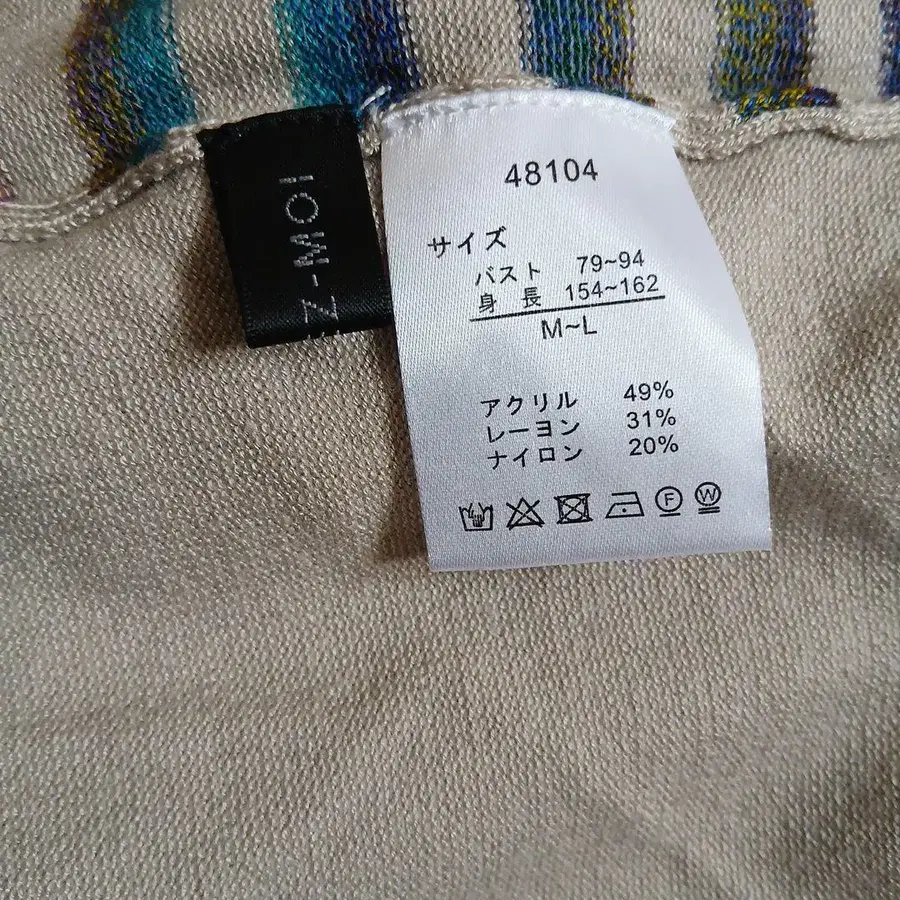 Z-MOI
48104
サイズ
バスト 79~94
身長 154~162
M~L
アクリル 49%
レーヨン 31%
ナイロン 20%
F
W